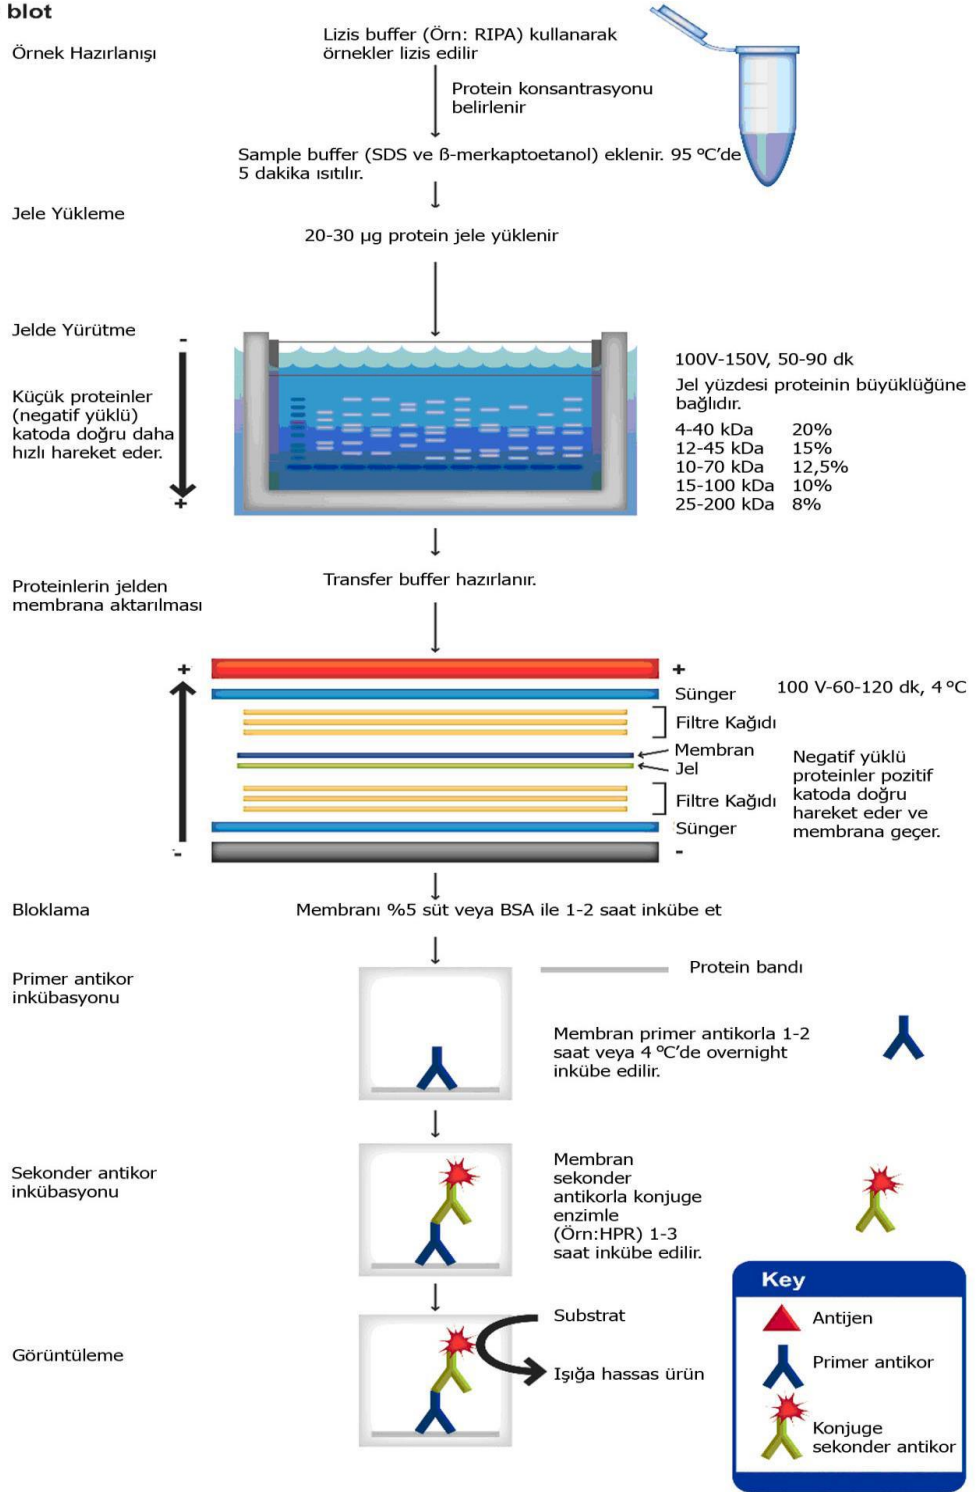 blot
Örnek Hazırlanışı
Lizis buffer (Örn: RIPA) kullanarak
örnekler lizis edilir
Protein konsantrasyonu
belirlenir
Sample buffer (SDS ve ß-merkaptoetanol) eklenir. 95 ºC’de
5 dakika ısıtılır.
Jele Yükleme
20-30 µg protein jele yüklenir
Jelde Yürütme
-
Küçük proteinler
(negatif yüklü)
katoda doğru daha
hızlı hareket eder.
+
100V-150V, 50-90 dk
Jel yüzdesi proteinin büyüklüğüne
bağlıdır.
4-40 kDa 20%
12-45 kDa 15%
10-70 kDa 12,5%
15-100 kDa 10%
25-200 kDa 8%
Proteinlerin jelden
membrana aktarılması
Transfer buffer hazırlanır.
+ +
Sünger
100 V-60-120 dk, 4 ºC
Filtre Kağıdı
Membran
Jel
Filtre Kağıdı
Sünger
Negatif yüklü
proteinler pozitif
katoda doğru
hareket eder ve
membrana geçer.
- -
Bloklama
Membranı %5 süt veya BSA ile 1-2 saat inkübe et
Primer antikor
inkübasyonu
Protein bandı
Membran primer antikorla 1-2
saat veya 4 ºC’de overnight
inkübe edilir.
Sekonder antikor
inkübasyonu
Membran
sekonder
antikorla konjuge
enzimle
(Örn:HPR) 1-3
saat inkübe edilir.
Görüntüleme
Substrat
Işığa hassas ürün
Key
Antijen
Primer antikor
Konjuge
sekonder antikor